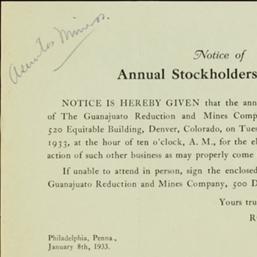 Asuntos Mineros.
Notice of
Annual Stockholders
NOTICE IS HEREBY GIVEN that the ann
of The Guanajuato Reduction and Mines Comp
520 Equitable Building, Denver, Colorado, on Tues
1933, at the hour of ten o'clock, A. M., for the el
action of such other business as may properly come
If unable to attend in person, sign the enclosed
Guanajuato Reduction and Mines Company, 500 D
Yours tru
R
Philadelphia, Penna.,
January 8th, 1933.